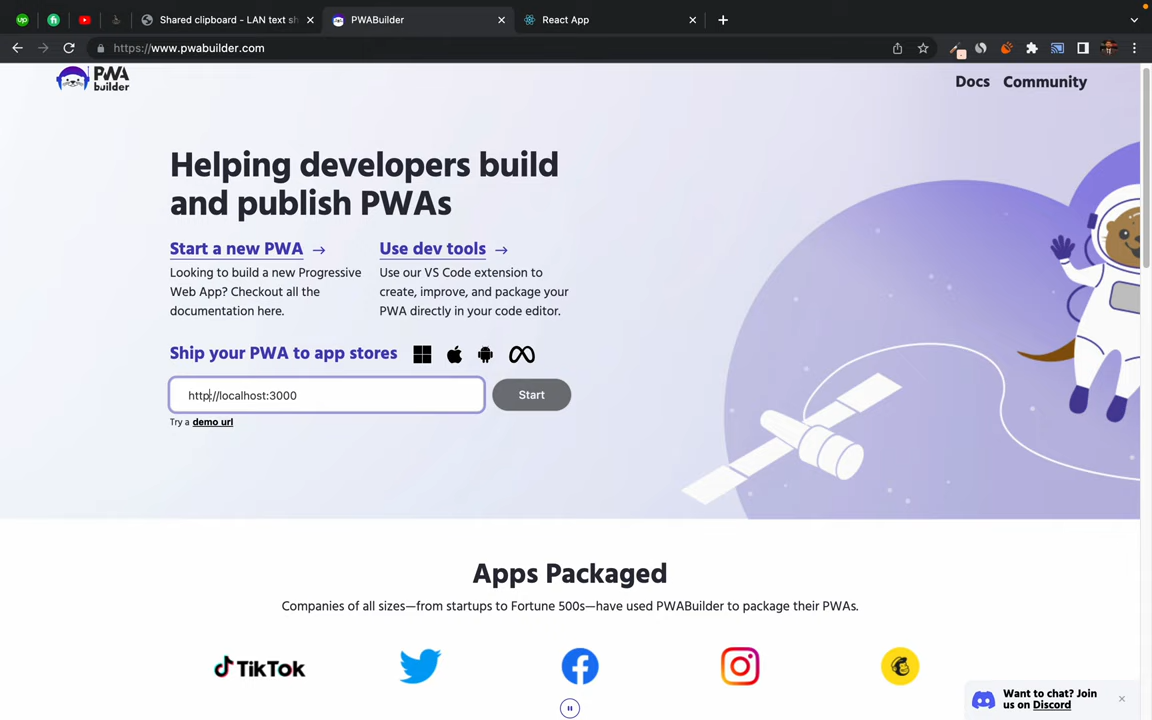 up
fi
Shared clipboard - LAN text sh
PWABuilder
React App
https://www.pwabuilder.com
PWA
builder
Docs
Community
Helping developers build
and publish PWAs
Start a new PWA →
Use dev tools →
Looking to build a new Progressive
Web App? Checkout all the
documentation here.
Use our VS Code extension to
create, improve, and package your
PWA directly in your code editor.
Ship your PWA to app stores
http://localhost:3000
Start
Try a demo url
Apps Packaged
Companies of all sizes—from startups to Fortune 500s—have used PWABuilder to package their PWAs.
TikTok
Want to chat? Join
us on Discord